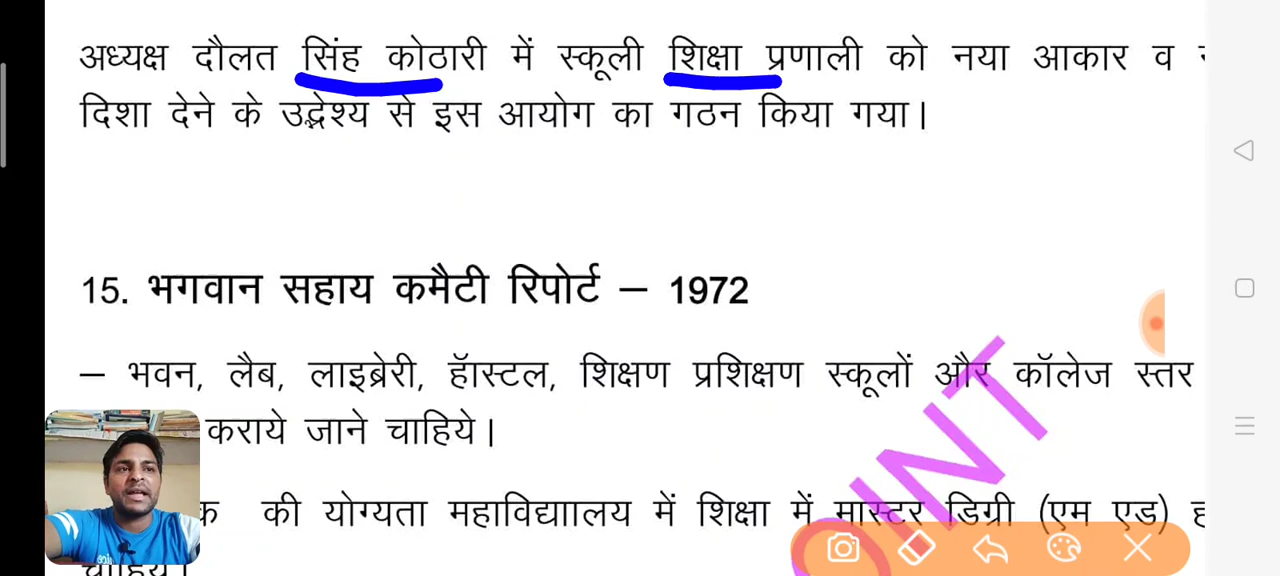 अध्यक्ष दौलत सिंह कोठारी में स्कूली शिक्षा प्रणाली को नया आकार व
दिशा देने के उद्देश्य से इस आयोग का गठन किया गया।
15. भगवान सहाय कमैटी रिपोर्ट – 1972
– भवन, लैब, लाइब्रेरी, हॅास्टल, शिक्षण प्रशिक्षण स्कूलों और कॉलेज स्तर
कराये जाने चाहिये।
की योग्यता महाविद्याालय में शिक्षा में मास्टर डिग्री (एम एड)
चाहिये।